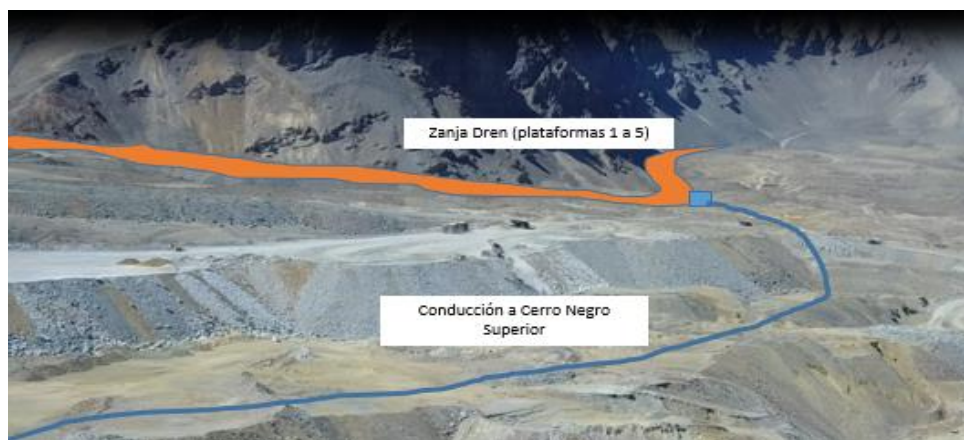 Zanja Dren (plataformas 1 a 5)
Conducción a Cerro Negro
Superior